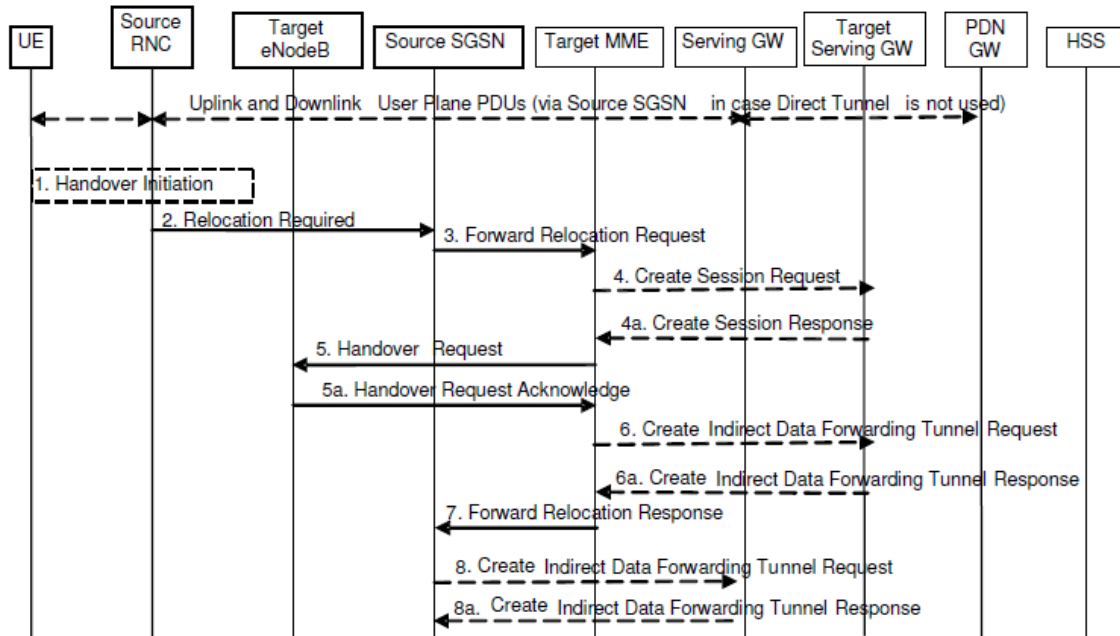 UE
Source
RNC
Target
eNodeB
Source SGSN
Target MME
Serving GW
Target
Serving GW
PDN
GW
HSS
Uplink and Downlink User Plane PDUs (via Source SGSN in case Direct Tunnel is not used)
1. Handover Initiation
2. Relocation Required
3. Forward Relocation Request
4. Create Session Request
4a. Create Session Response
5. Handover Request
5a. Handover Request Acknowledge
6. Create Indirect Data Forwarding Tunnel Request
6a. Create Indirect Data Forwarding Tunnel Response
7. Forward Relocation Response
8. Create Indirect Data Forwarding Tunnel Request
8a. Create Indirect Data Forwarding Tunnel Response